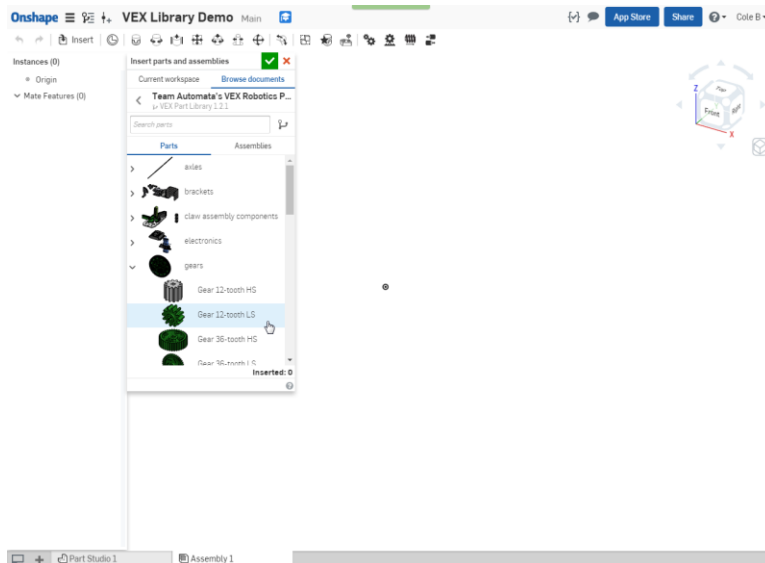 Onshape VEX Library Demo Main App Store Share Cole B
Insert
Instances (0)
Origin
Mate Features (0)
Insert parts and assemblies
Current workspace Browse documents
Team Automata's VEX Robotics P...
VEX Part Library 1.2.1
Search parts
Parts Assemblies
axles
brackets
claw assembly components
electronics
gears
Gear 12-tooth HS
Gear 12-tooth LS
Gear 36-tooth HS
Gear 36-tooth LS
Inserted: 0
Z
Front
X
Part Studio 1 Assembly 1